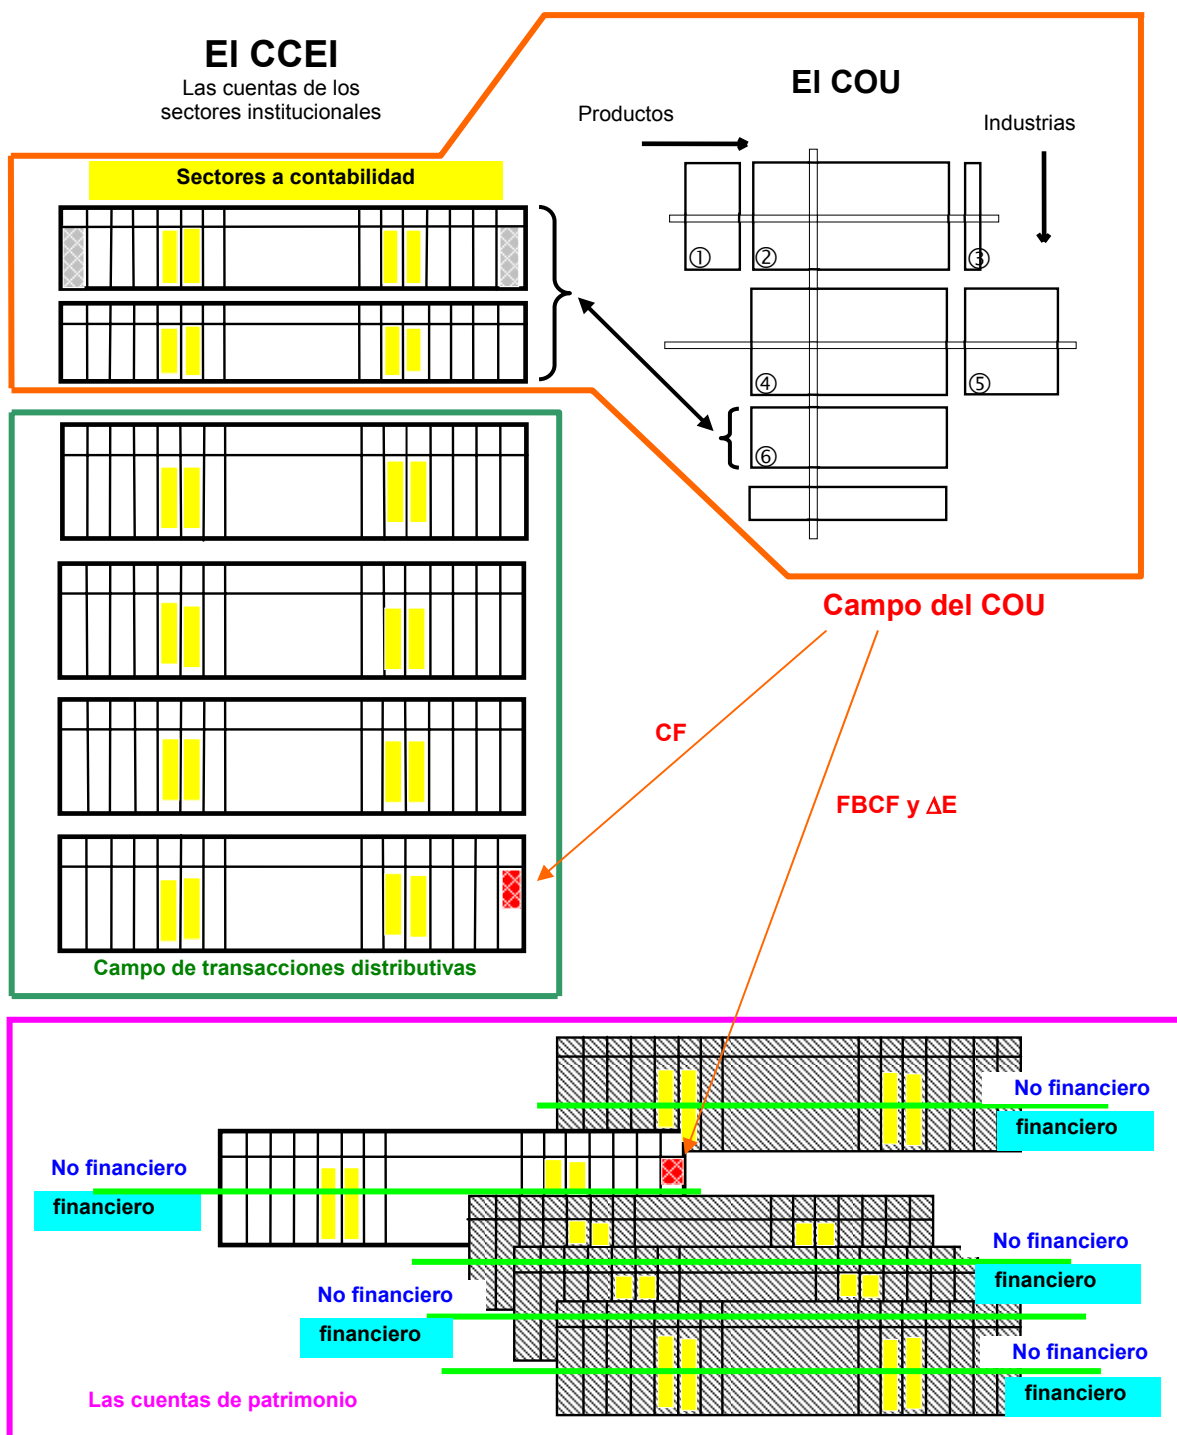 El CCEI
Las cuentas de los
sectores institucionales
El COU
Productos
Industrias
Sectores a contabilidad
①
②
③
④
⑤
⑥
Campo del COU
CF
FBCF y ΔE
Campo de transacciones distributivas
No financiero
financiero
No financiero
financiero
No financiero
financiero
No financiero
financiero
No financiero
financiero
Las cuentas de patrimonio